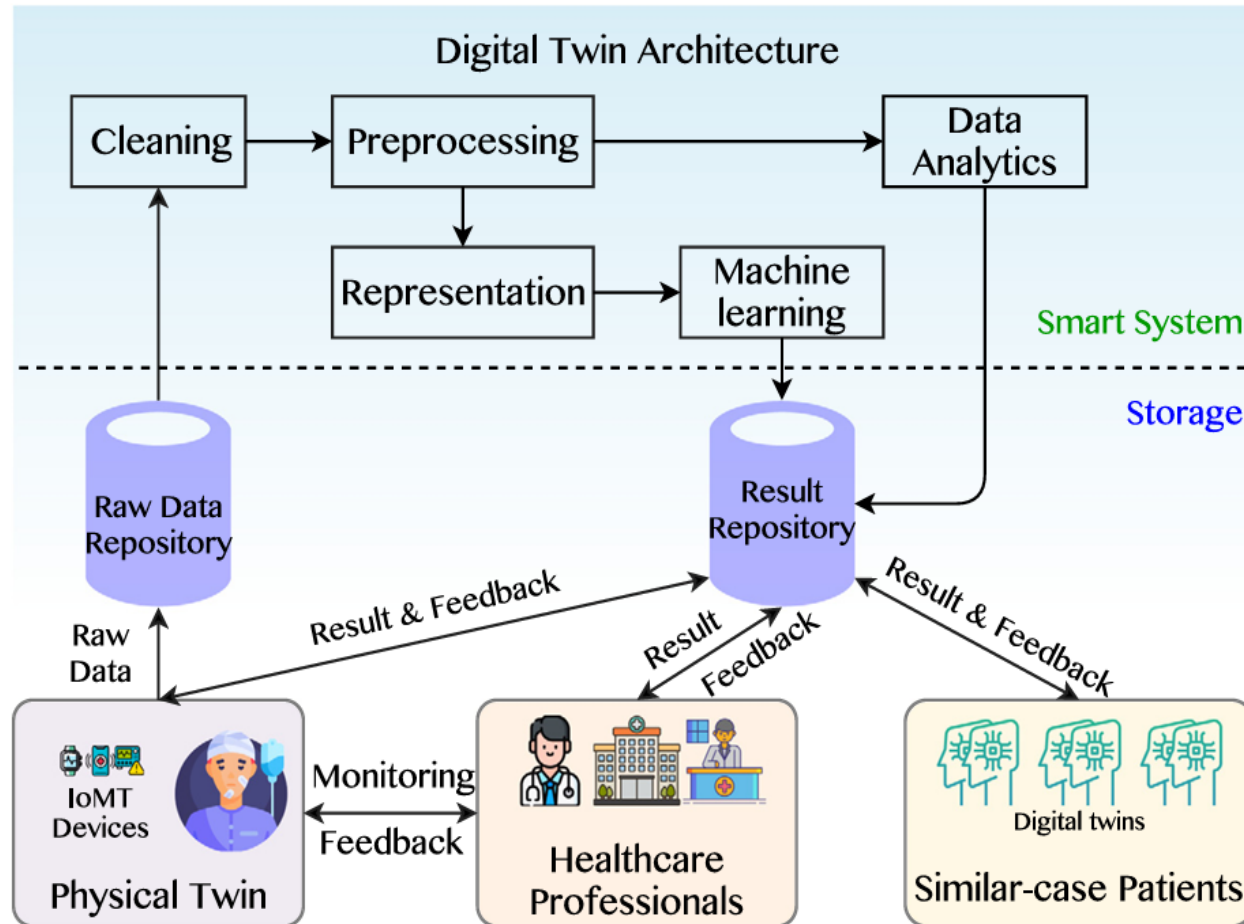 Digital Twin Architecture
Cleaning
Preprocessing
Data
Analytics
Representation
Machine
learning
Smart System
Storage
Raw Data
Repository
Result
Repository
Raw
Data
Result & Feedback
Result
Feedback
Result & Feedback
IoMT
Devices
Physical Twin
Monitoring
Feedback
Healthcare
Professionals
Digital twins
Similar-case Patients